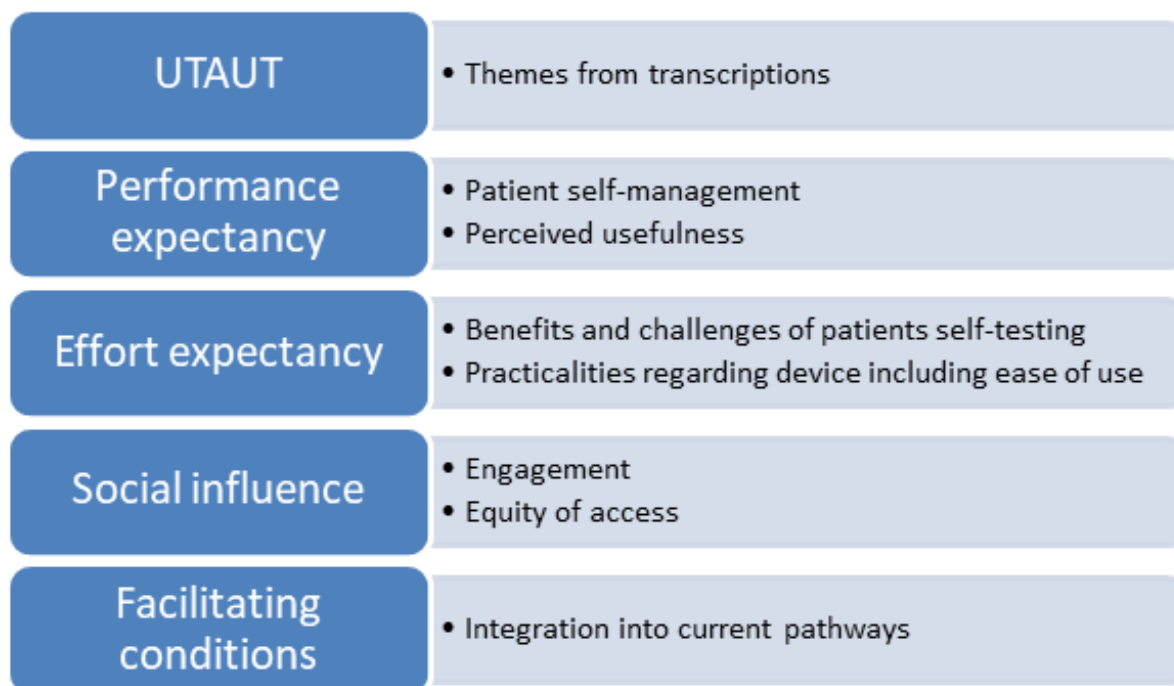 UTAUT
• Themes from transcriptions
Performance
expectancy
• Patient self-management
• Perceived usefulness
Effort expectancy
• Benefits and challenges of patients self-testing
• Practicalities regarding device including ease of use
Social influence
• Engagement
• Equity of access
Facilitating
conditions
• Integration into current pathways